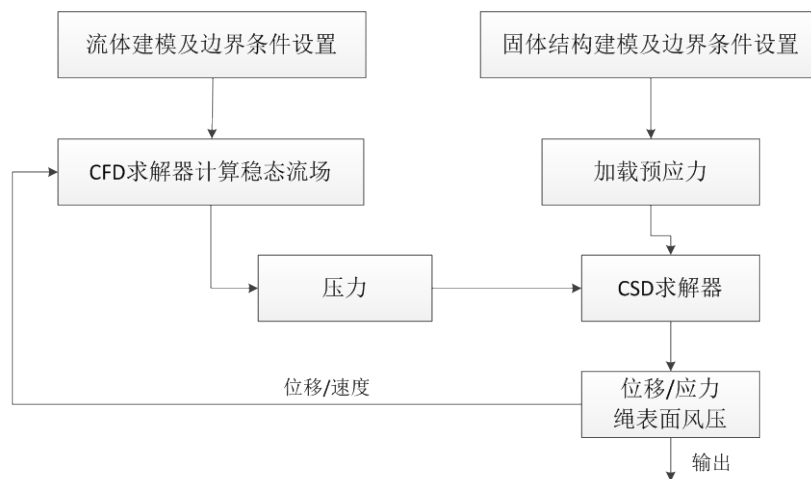 流体建模及边界条件设置
固体结构建模及边界条件设置
CFD求解器计算稳态流场
加载预应力
压力
CSD求解器
位移/速度
位移/应力
绳表面风压
输出